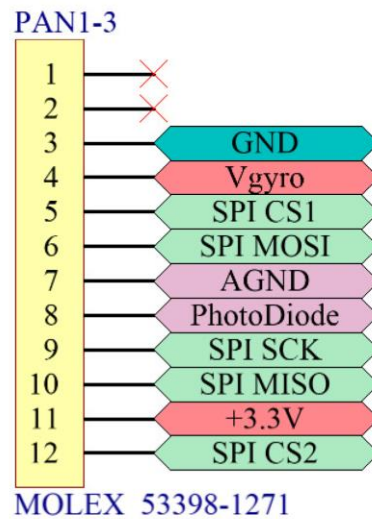 PAN1-3
1
2
3 GND
4 Vgyro
5 SPI CS1
6 SPI MOSI
7 AGND
8 PhotoDiode
9 SPI SCK
10 SPI MISO
11 +3.3V
12 SPI CS2
MOLEX 53398-1271